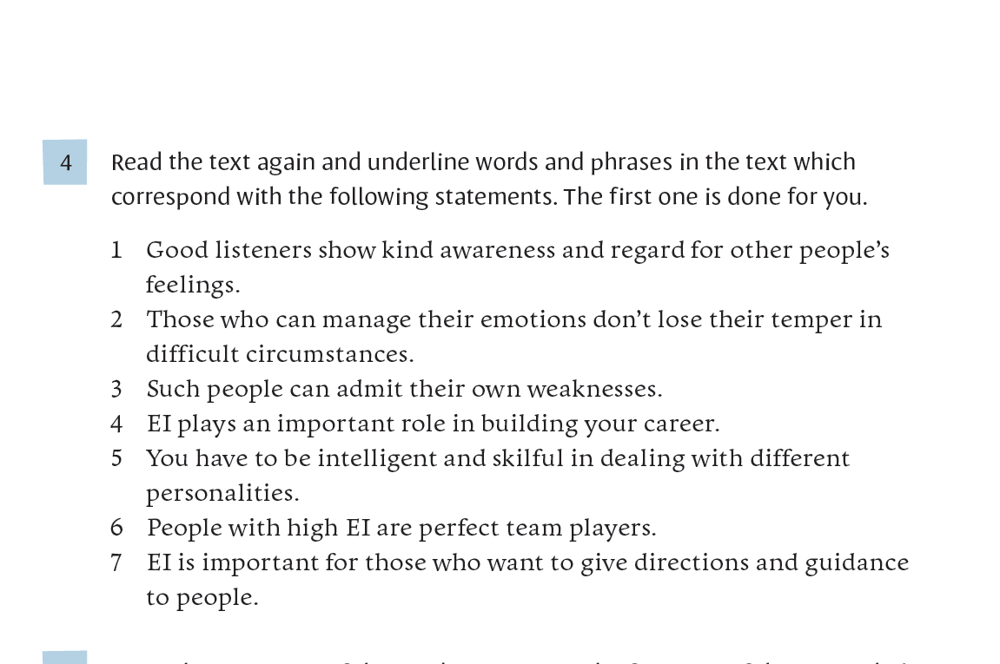 4 Read the text again and underline words and phrases in the text which
correspond with the following statements. The first one is done for you.
1 Good listeners show kind awareness and regard for other people’s
feelings.
2 Those who can manage their emotions don’t lose their temper in
difficult circumstances.
3 Such people can admit their own weaknesses.
4 EI plays an important role in building your career.
5 You have to be intelligent and skilful in dealing with different
personalities.
6 People with high EI are perfect team players.
7 EI is important for those who want to give directions and guidance
to people.